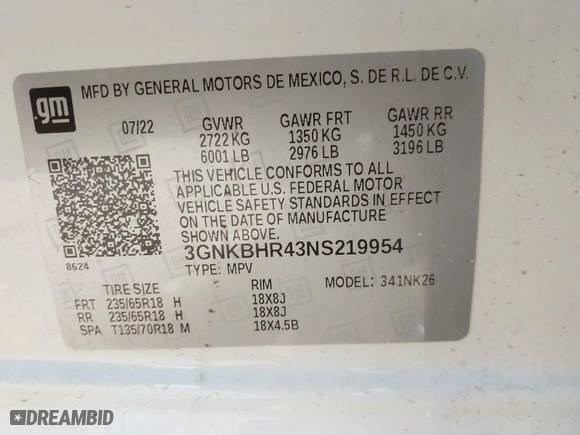 gm
MFD BY GENERAL MOTORS DE MEXICO, S. DE R.L. DE C.V.
07/22 GVWR GAWR FRT GAWR RR
2722 KG 1350 KG 1450 KG
6001 LB 2976 LB 3196 LB
THIS VEHICLE CONFORMS TO ALL
APPLICABLE U.S. FEDERAL MOTOR
VEHICLE SAFETY STANDARDS IN EFFECT
ON THE DATE OF MANUFACTURE
SHOWN ABOVE.
8624
3GNKBHR43NS219954
TYPE: MPV MODEL: 341NK26
TIRE SIZE RIM
FRT 235/65R18 H 18X8J
RR 235/65R18 H 18X8J
SPA T135/70R18 M 18X4.5B
DREAMBID